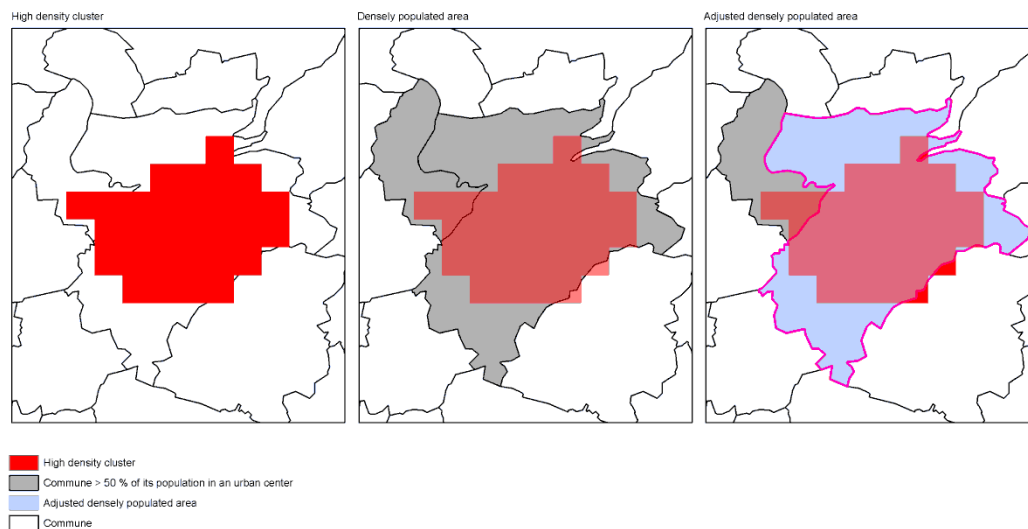 High density cluster
Densely populated area
Adjusted densely populated area
High density cluster
Commune > 50 % of its population in an urban center
Adjusted densely populated area
Commune